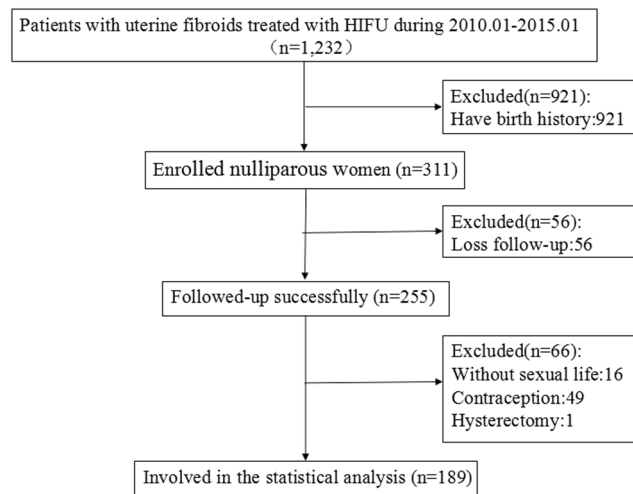 Patients with uterine fibroids treated with HIFU during 2010.01-2015.01
（n=1,232）
Excluded(n=921):
Have birth history:921
Enrolled nulliparous women (n=311)
Excluded(n=56):
Loss follow-up:56
Followed-up successfully (n=255)
Excluded(n=66):
Without sexual life:16
Contraception:49
Hysterectomy:1
Involved in the statistical analysis (n=189)